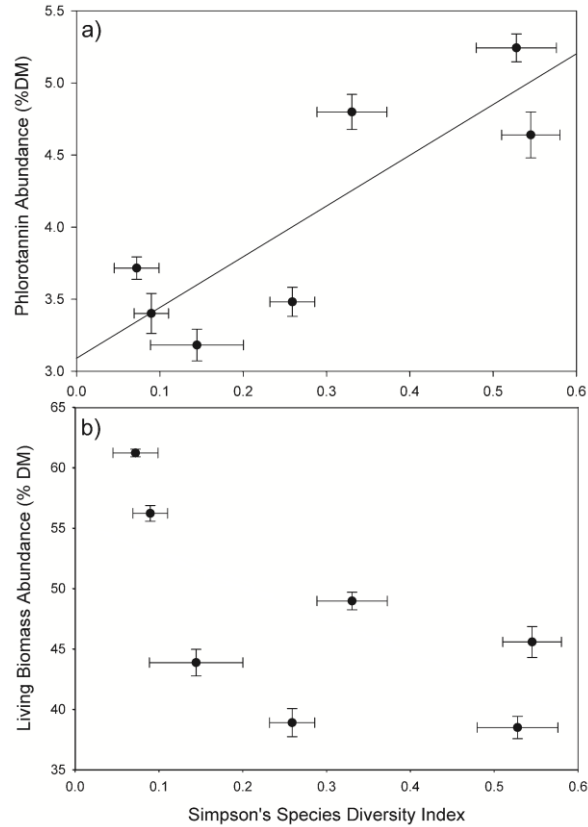 a)
Phlorotannin Abundance (%DM)
5.5
5.0
4.5
4.0
3.5
3.0
0.0 0.1 0.2 0.3 0.4 0.5 0.6
b)
Living Biomass Abundance (% DM)
65
60
55
50
45
40
35
0.0 0.1 0.2 0.3 0.4 0.5 0.6
Simpson's Species Diversity Index